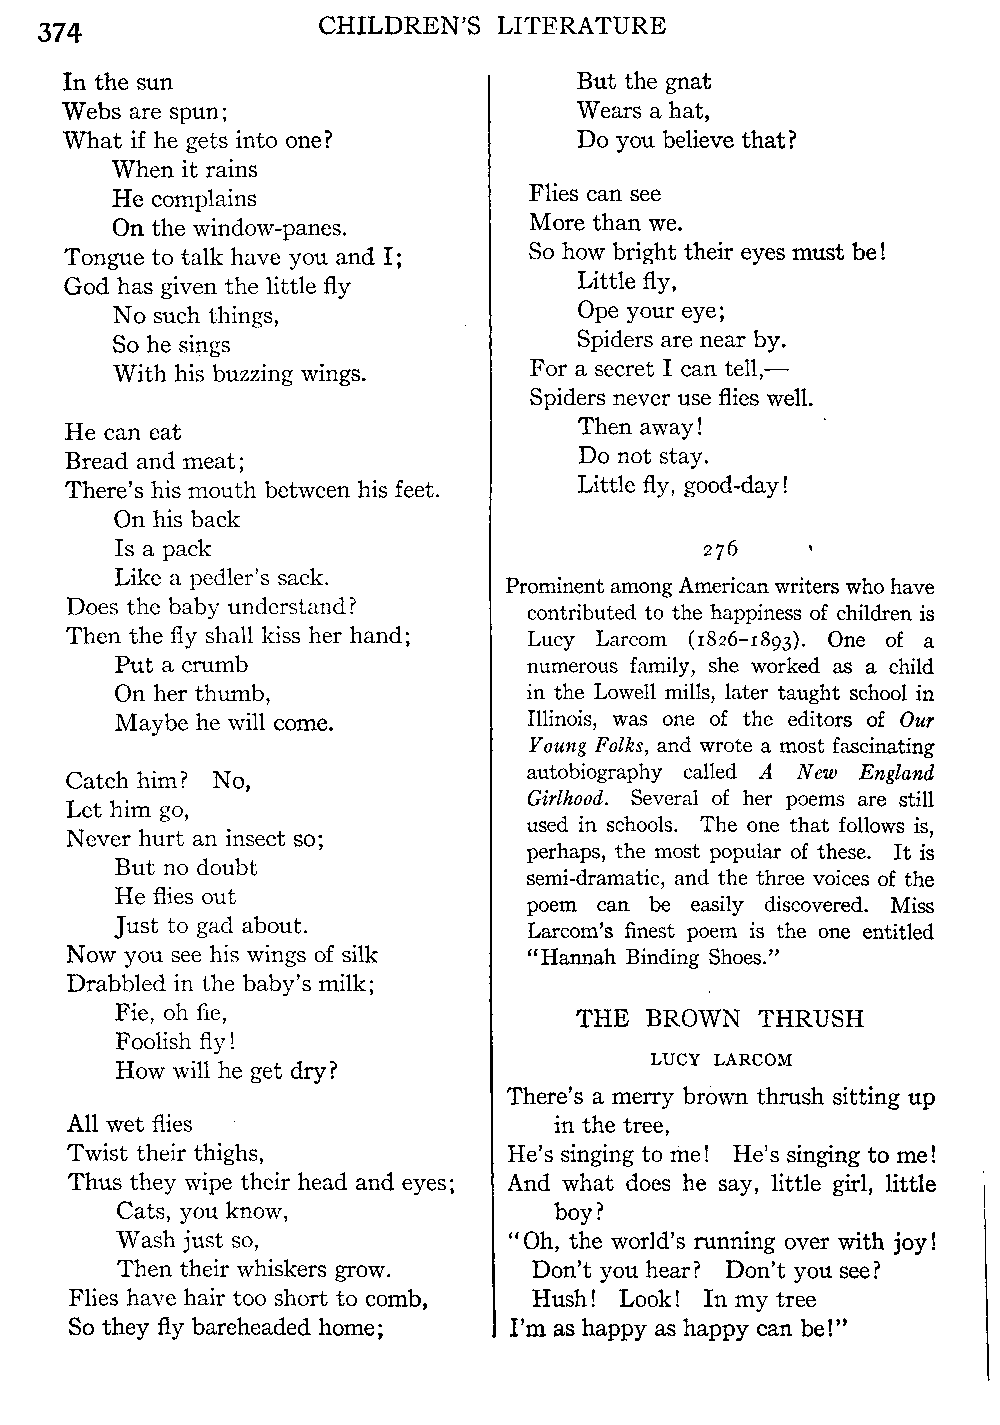 374
CHILDREN'S LITERATURE
In the sun
Webs are spun;
What if he gets into one?
When it rains
He complains
On the window-panes.
Tongue to talk have you and I;
God has given the little fly
No such things,
So he sings
With his buzzing wings.
He can eat
Bread and meat;
There's his mouth between his feet.
On his back
Is a pack
Like a pedler's sack.
Does the baby understand?
Then the fly shall kiss her hand;
Put a crumb
On her thumb,
Maybe he will come.
Catch him? No,
Let him go,
Never hurt an insect so;
But no doubt
He flies out
Just to gad about.
Now you see his wings of silk
Drabbled in the baby's milk;
Fie, oh fie,
Foolish fly!
How will he get dry?
All wet flies
Twist their thighs,
Thus they wipe their head and eyes;
Cats, you know,
Wash just so,
Then their whiskers grow.
Flies have hair too short to comb,
So they fly bareheaded home;
But the gnat
Wears a hat,
Do you believe that?
Flies can see
More than we.
So how bright their eyes must be!
Little fly,
Ope your eye;
Spiders are near by.
For a secret I can tell,—
Spiders never use flies well.
Then away!
Do not stay.
Little fly, good-day!
276
Prominent among American writers who have
contributed to the happiness of children is
Lucy Larcom (1826-1893). One of a
numerous family, she worked as a child
in the Lowell mills, later taught school in
Illinois, was one of the editors of Our
Young Folks, and wrote a most fascinating
autobiography called A New England
Girlhood. Several of her poems are still
used in schools. The one that follows is,
perhaps, the most popular of these. It is
semi-dramatic, and the three voices of the
poem can be easily discovered. Miss
Larcom's finest poem is the one entitled
"Hannah Binding Shoes."
THE BROWN THRUSH
LUCY LARCOM
There's a merry brown thrush sitting up
in the tree,
He's singing to me! He's singing to me!
And what does he say, little girl, little
boy?
"Oh, the world's running over with joy!
Don't you hear? Don't you see?
Hush! Look! In my tree
I'm as happy as happy can be!"